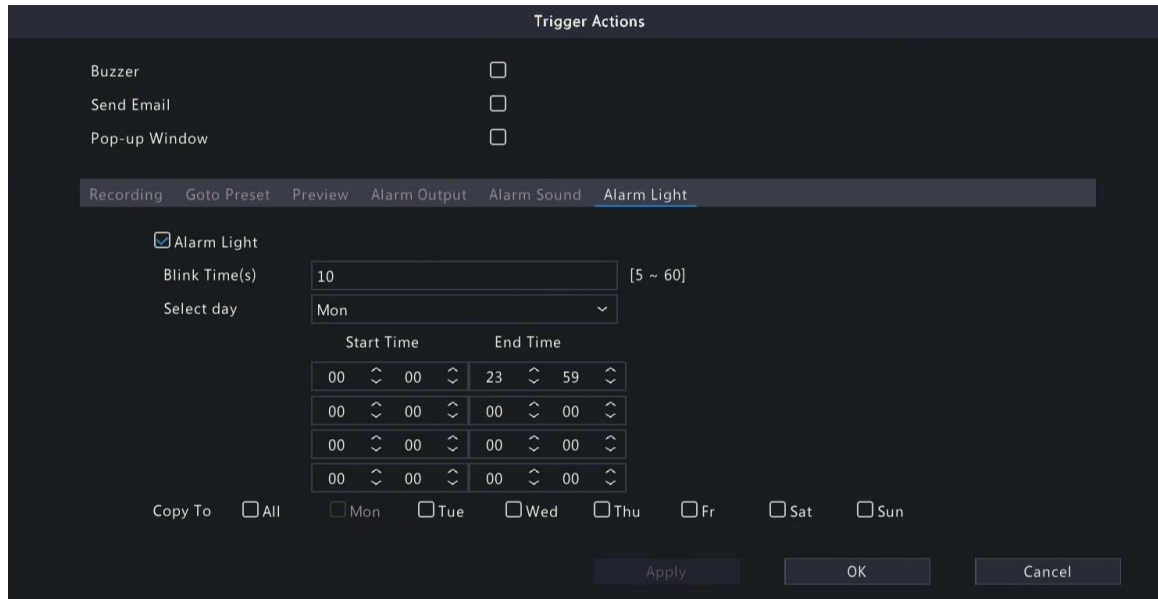 Trigger Actions
Buzzer
Send Email
Pop-up Window
Recording Goto Preset Preview Alarm Output Alarm Sound Alarm Light
Alarm Light
Blink Time(s) 10 [5 ~ 60]
Select day Mon
Start Time End Time
00 00 23 59
00 00 00 00
00 00 00 00
00 00 00 00
Copy To All Mon Tue Wed Thu Fr Sat Sun
Apply OK Cancel